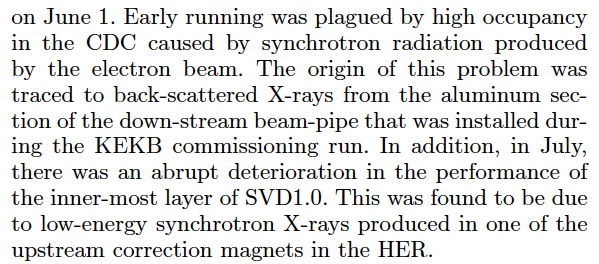 on June 1. Early running was plagued by high occupancy
in the CDC caused by synchrotron radiation produced
by the electron beam. The origin of this problem was
traced to back-scattered X-rays from the aluminum sec-
tion of the down-stream beam-pipe that was installed dur-
ing the KEKB commissioning run. In addition, in July,
there was an abrupt deterioration in the performance of
the inner-most layer of SVD1.0. This was found to be due
to low-energy synchrotron X-rays produced in one of the
upstream correction magnets in the HER.